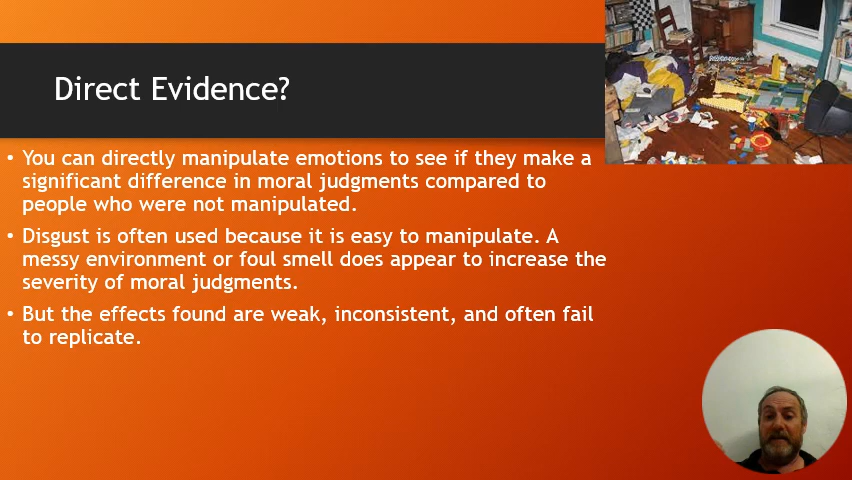 Direct Evidence?
• You can directly manipulate emotions to see if they make a
significant difference in moral judgments compared to
people who were not manipulated.
• Disgust is often used because it is easy to manipulate. A
messy environment or foul smell does appear to increase the
severity of moral judgments.
• But the effects found are weak, inconsistent, and often fail
to replicate.